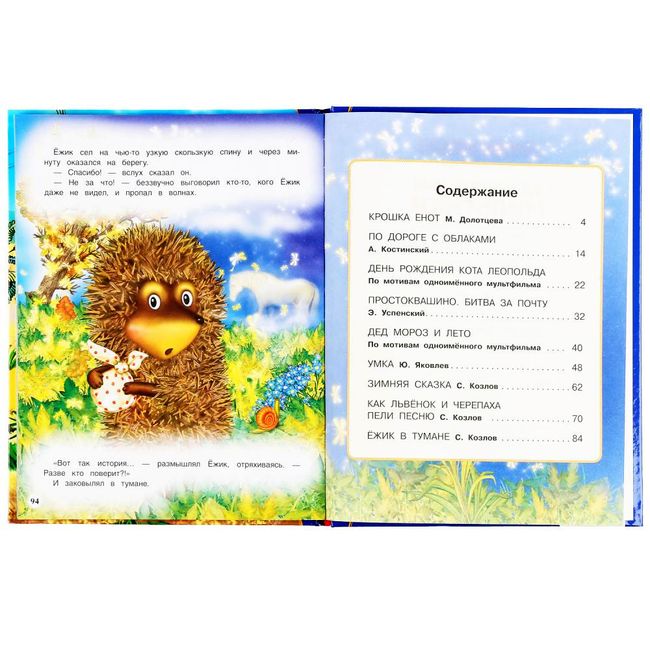 Ёжик сел на чью-то узкую скользкую спину и через ми-
нуту оказался на берегу.
— Спасибо! — вслух сказал он.
— Не за что! — беззвучно выговорил кто-то, кого Ёжик
даже не видел, и пропал в волнах.
"Вот так история... — размышлял Ёжик, отряхиваясь. —
Разве кто поверит?!"
И заковылял в тумане.
94
Содержание
КРОШКА ЕНОТ М. Долотцева 4
ПО ДОРОГЕ С ОБЛАКАМИ
А. Костинский 14
ДЕНЬ РОЖДЕНИЯ КОТА ЛЕОПОЛЬДА
По мотивам одноимённого мультфильма 22
ПРОСТОКВАШИНО. БИТВА ЗА ПОЧТУ
Э. Успенский 32
ДЕД МОРОЗ И ЛЕТО
По мотивам одноимённого мультфильма 40
УМКА Ю. Яковлев 48
ЗИМНЯЯ СКАЗКА С. Козлов 62
КАК ЛЬВЁНОК И ЧЕРЕПАХА
ПЕЛИ ПЕСНЮ С. Козлов 70
ЁЖИК В ТУМАНЕ С. Козлов 84